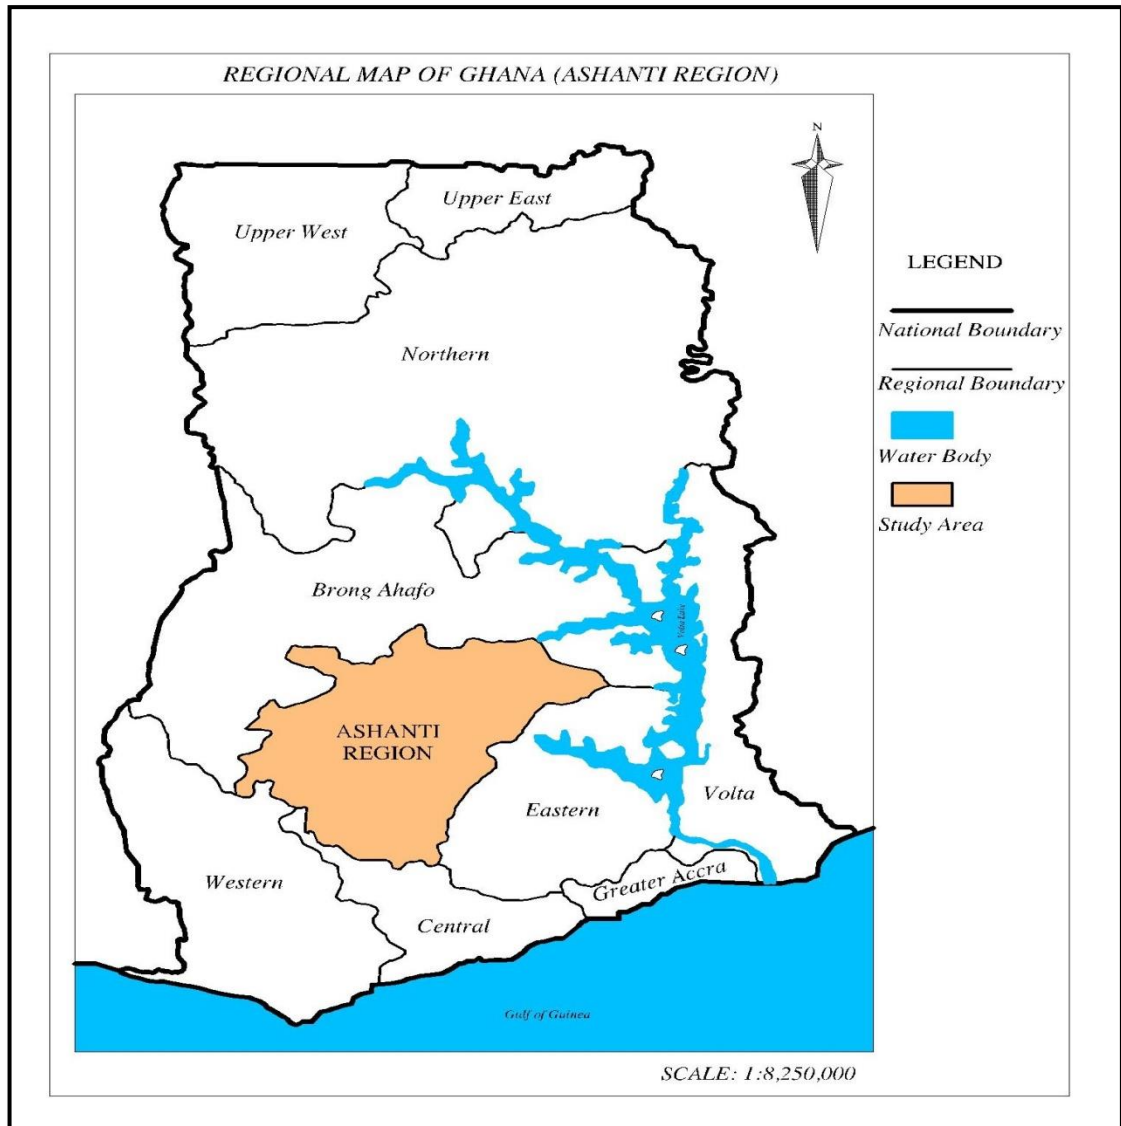 REGIONAL MAP OF GHANA (ASHANTI REGION)
N
Upper East
Upper West
LEGEND
National Boundary
Northern
Regional Boundary
Water Body
Study Area
Brong Ahafo
Volta Lake
ASHANTI
REGION
Eastern
Volta
Western
Greater Accra
Central
Gulf of Guinea
SCALE: 1:8,250,000